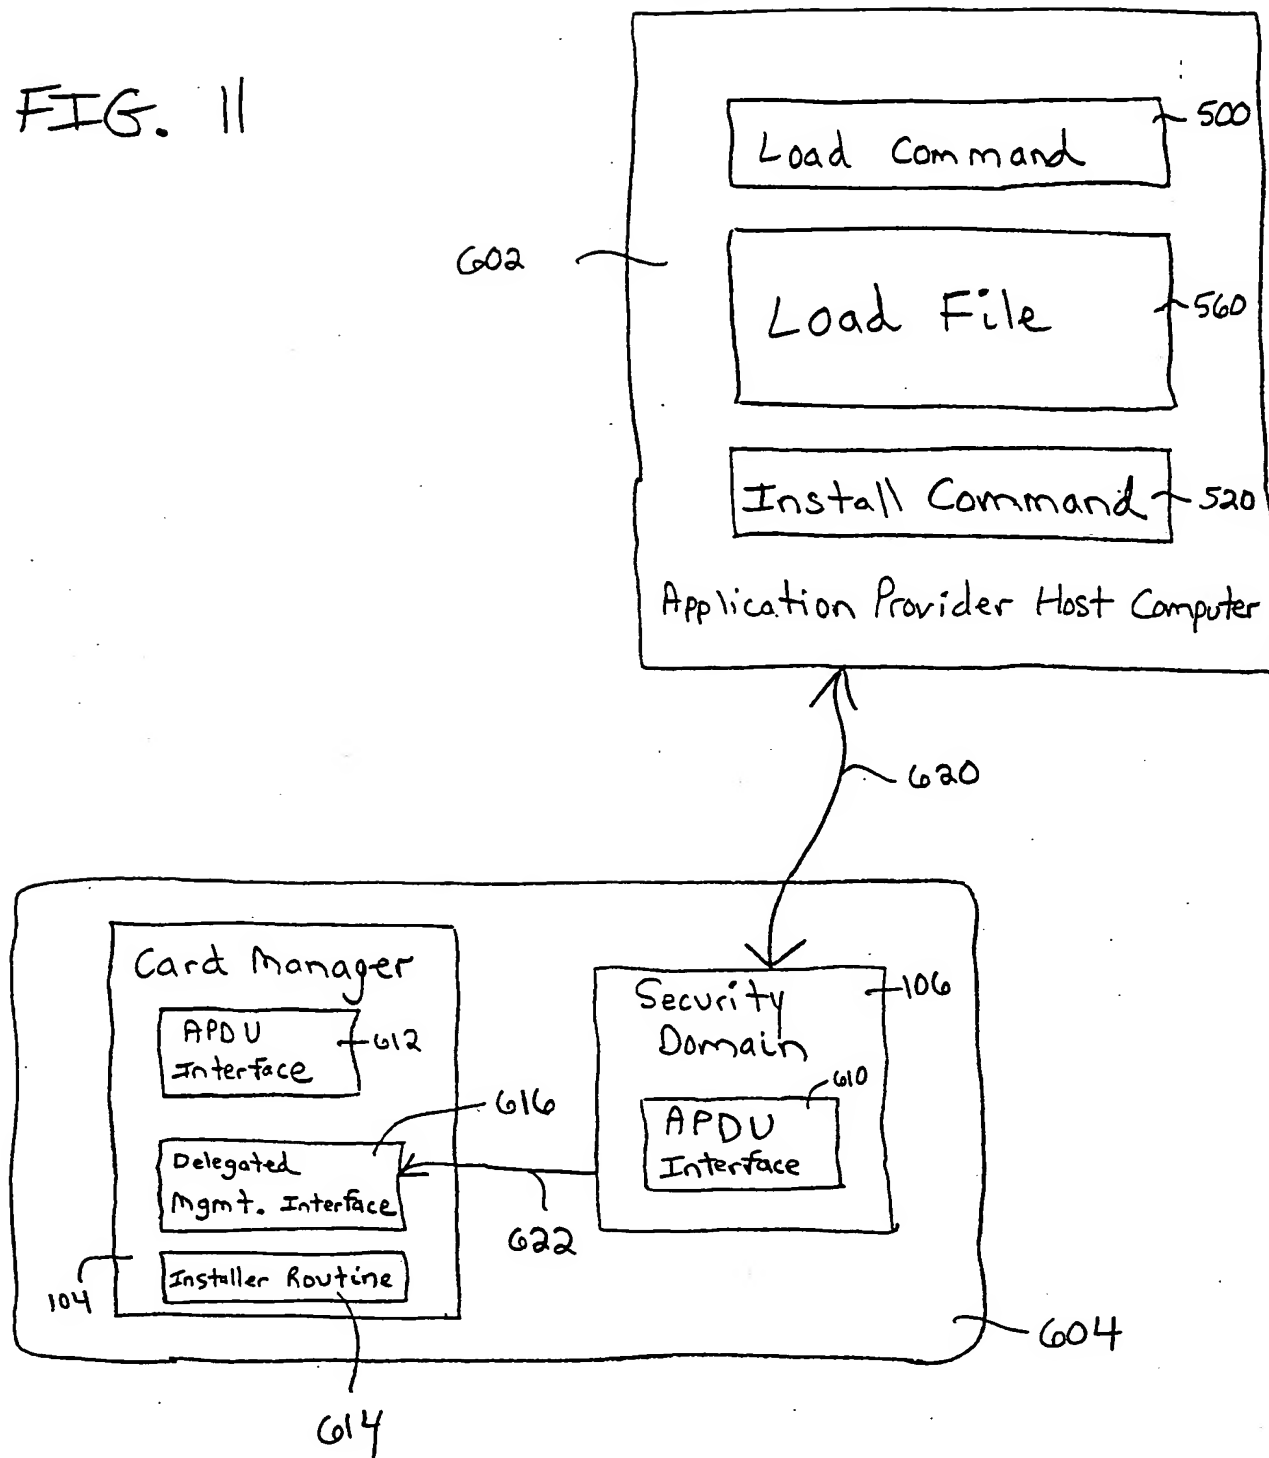 FIG. 11
Load Command
500
602
Load File
560
Install Command
520
Application Provider Host Computer
620
Card Manager
APDU
Interface
612
616
Delegated
Mgmt. Interface
Installer Routine
104
614
622
Security
Domain
106
610
APDU
Interface
604